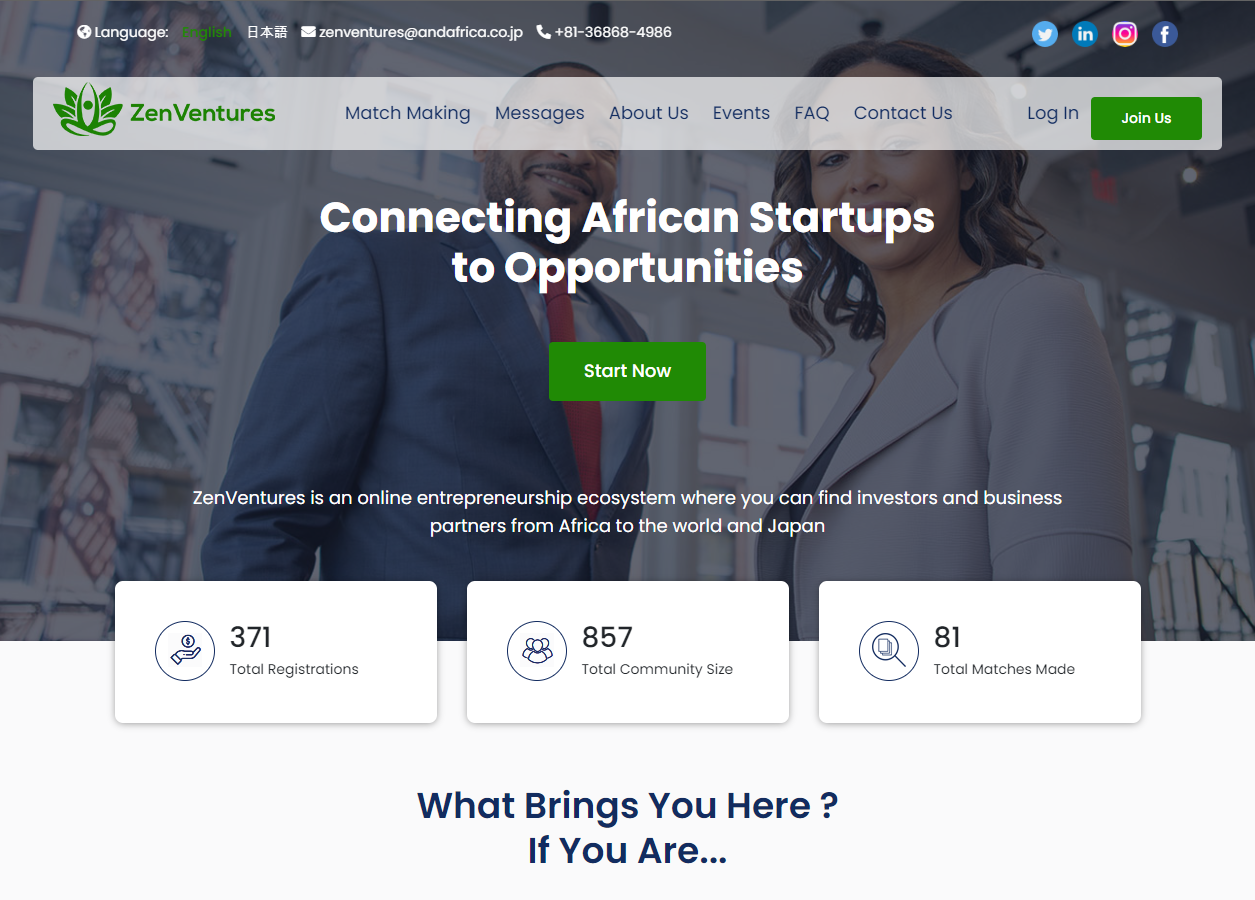 Language: English 日本語 zenventures@andafrica.co.jp +81-36868-4986
ZenVentures Match Making Messages About Us Events FAQ Contact Us Log In Join Us
Connecting African Startups
to Opportunities
Start Now
ZenVentures is an online entrepreneurship ecosystem where you can find investors and business
partners from Africa to the world and Japan
371
Total Registrations
857
Total Community Size
81
Total Matches Made
What Brings You Here ?
If You Are...